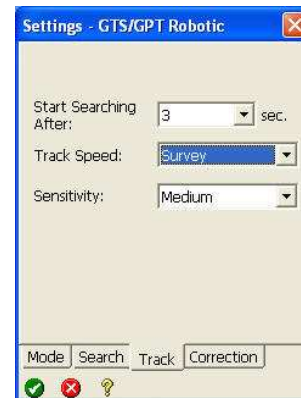 Settings - GTS/GPT Robotic
Start Searching
After:
3
sec.
Track Speed:
Survey
Sensitivity:
Medium
Mode
Search
Track
Correction